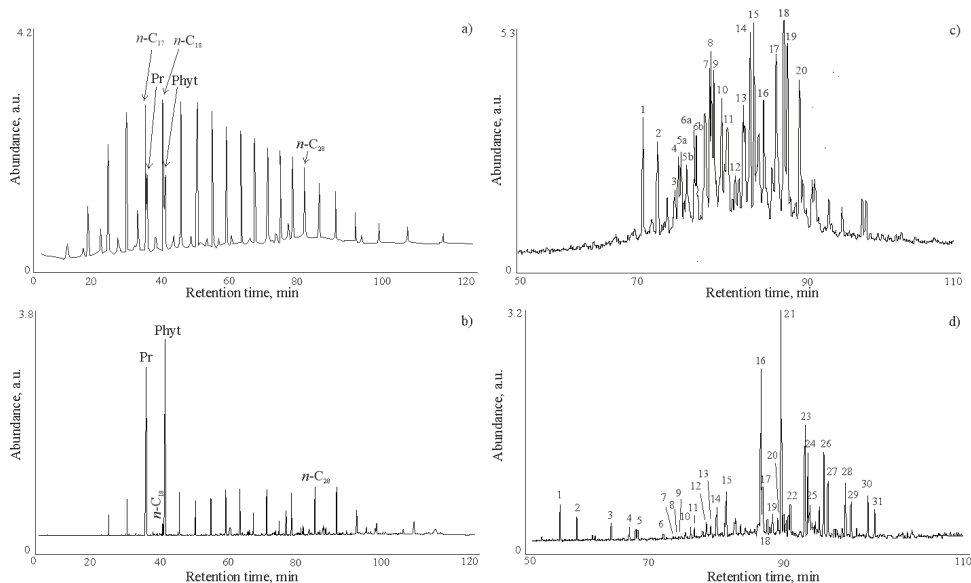 a)
4.2
Abundance, a.u.
n-C17
n-C18
Pr
Phyt
n-C28
0
0 20 40 60 80 100 120
Retention time, min
c)
5.3
Abundance, a.u.
1
2
3
4
5a
5b
6a
6b
7
8
9
10
11
12
13
14
15
16
17
18
19
20
0
50 70 90 110
Retention time, min
b)
3.8
Abundance, a.u.
Pr
n-C18
Phyt
n-C28
0
0 20 40 60 80 100 120
Retention time, min
d)
3.2
Abundance, a.u.
1
2
3
4
5
6
7
8
9
10
11
12
13
14
15
16
17
18
19
20
21
22
23
24
25
26
27
28
29
30
31
0
50 70 90 110
Retention time, min